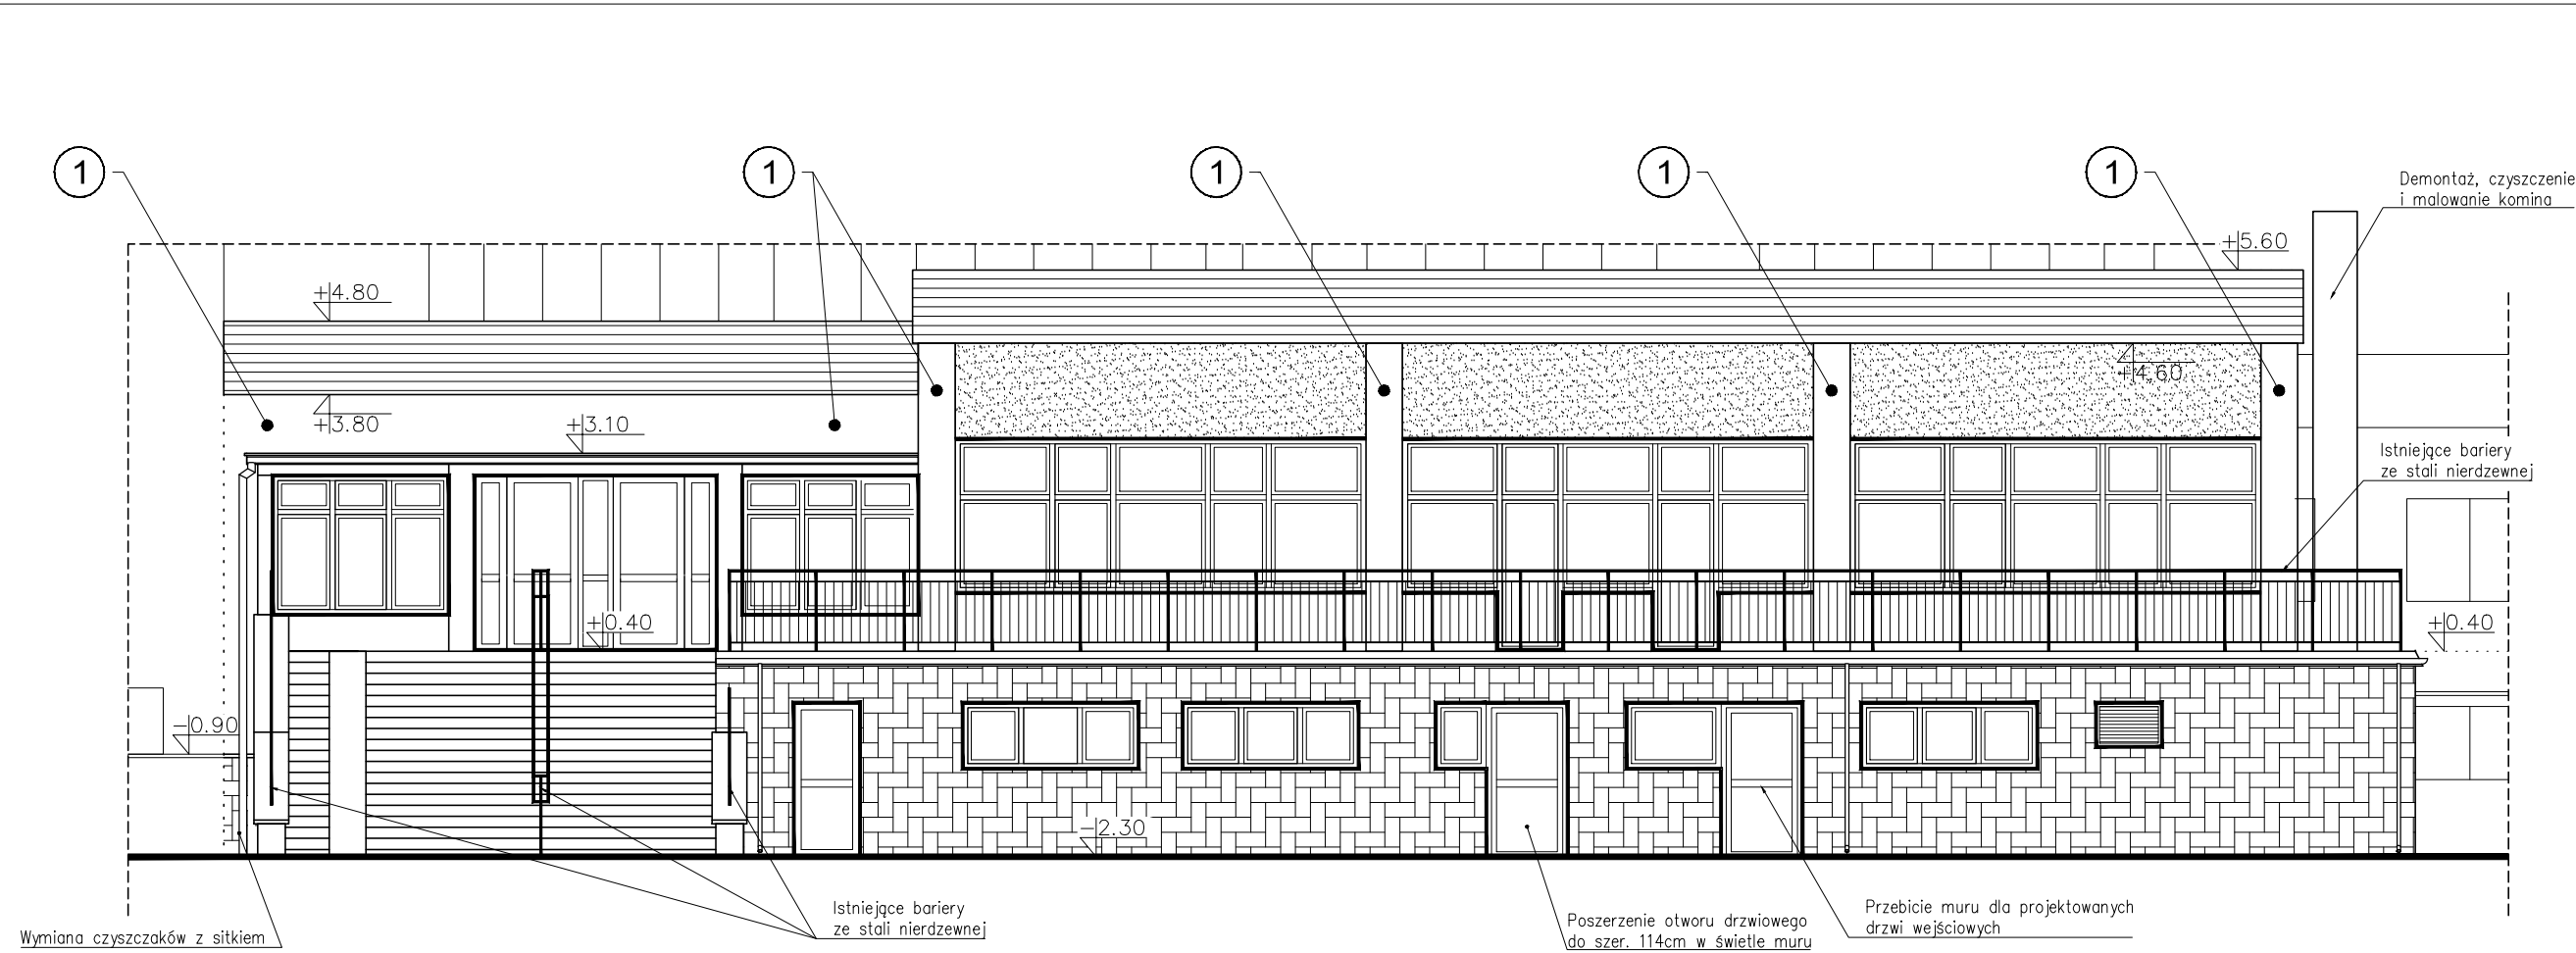 1
1
1
1
1
Demontaż, czyszczenie
i malowanie komina
+5.60
+4.80
+4.60
+3.80
+3.10
Istniejące bariery
ze stali nierdzewnej
+0.40
+0.40
-0.90
-2.30
Istniejące bariery
ze stali nierdzewnej
Wymiana czyszczaków z sitkiem
Poszerzenie otworu drzwiowego
do szer. 114cm w świetle muru
Przebicie muru dla projektowanych
drzwi wejściowych